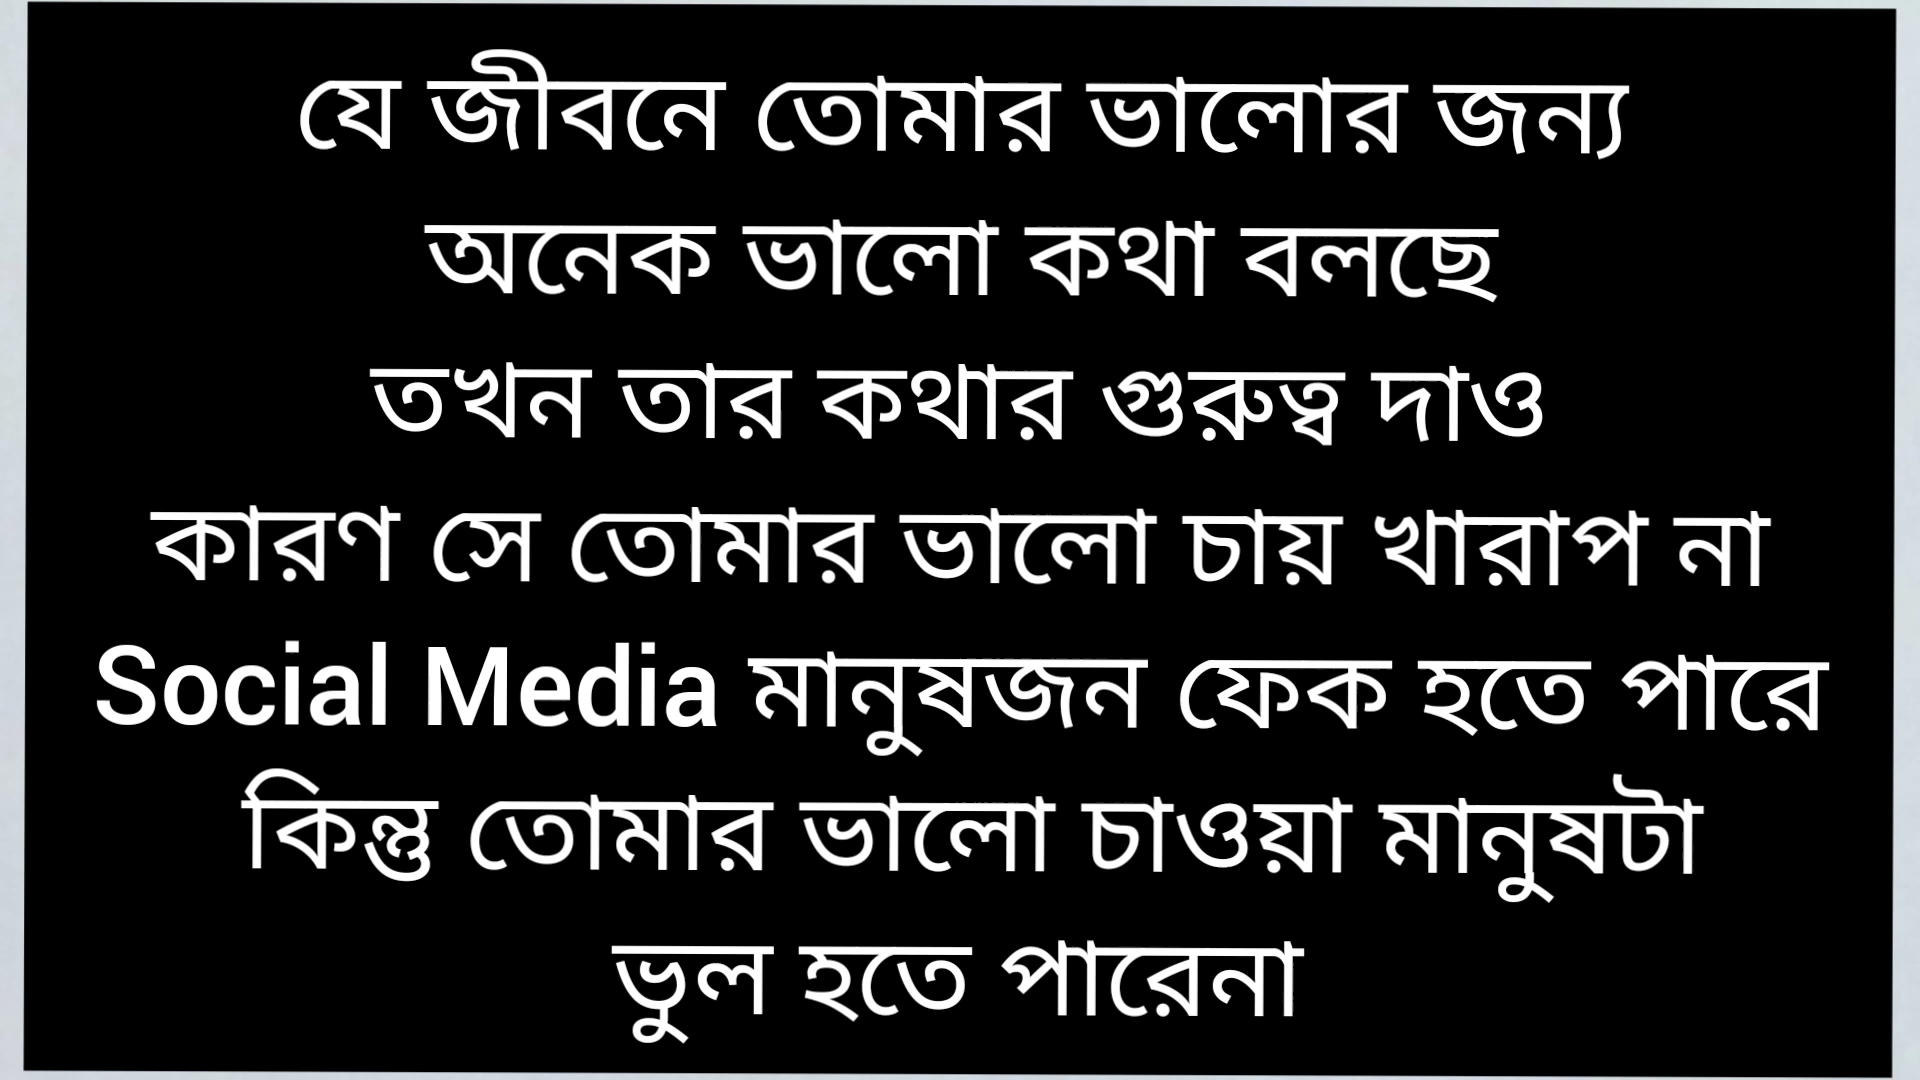 যে জীবনে তোমার ভালোর জন্য
অনেক ভালো কথা বলছে
তখন তার কথার গুরুত্ব দাও
কারণ সে তোমার ভালো চায় খারাপ না
Social Media মানুষজন ফেক হতে পারে
কিন্তু তোমার ভালো চাওয়া মানুষটা
ভুল হতে পারেনা